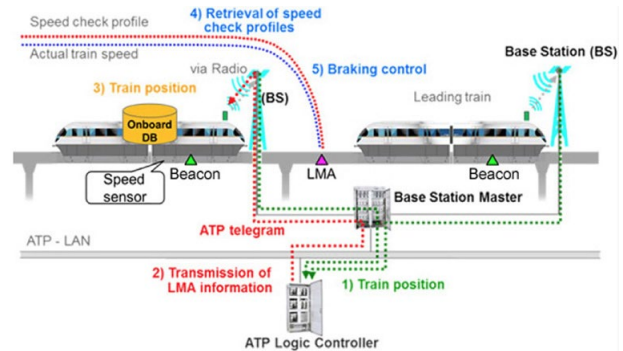 Speed check profile
4) Retrieval of speed
check profiles
Actual train speed
Base Station (BS)
via Radio
5) Braking control
3) Train position
(BS)
Leading train
Onboard
DB
Speed
sensor
Beacon
LMA
Beacon
Base Station Master
ATP telegram
ATP - LAN
2) Transmission of
LMA information
1) Train position
ATP Logic Controller